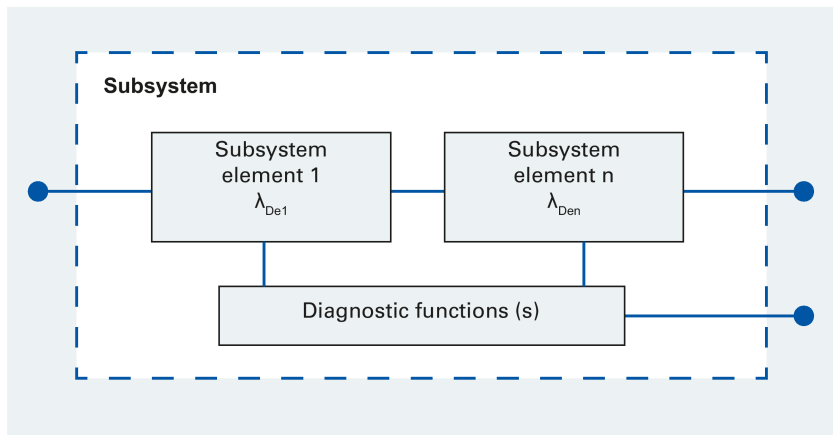 Subsystem
Subsystem
element 1
λDe1
Subsystem
element n
λDen
Diagnostic functions (s)